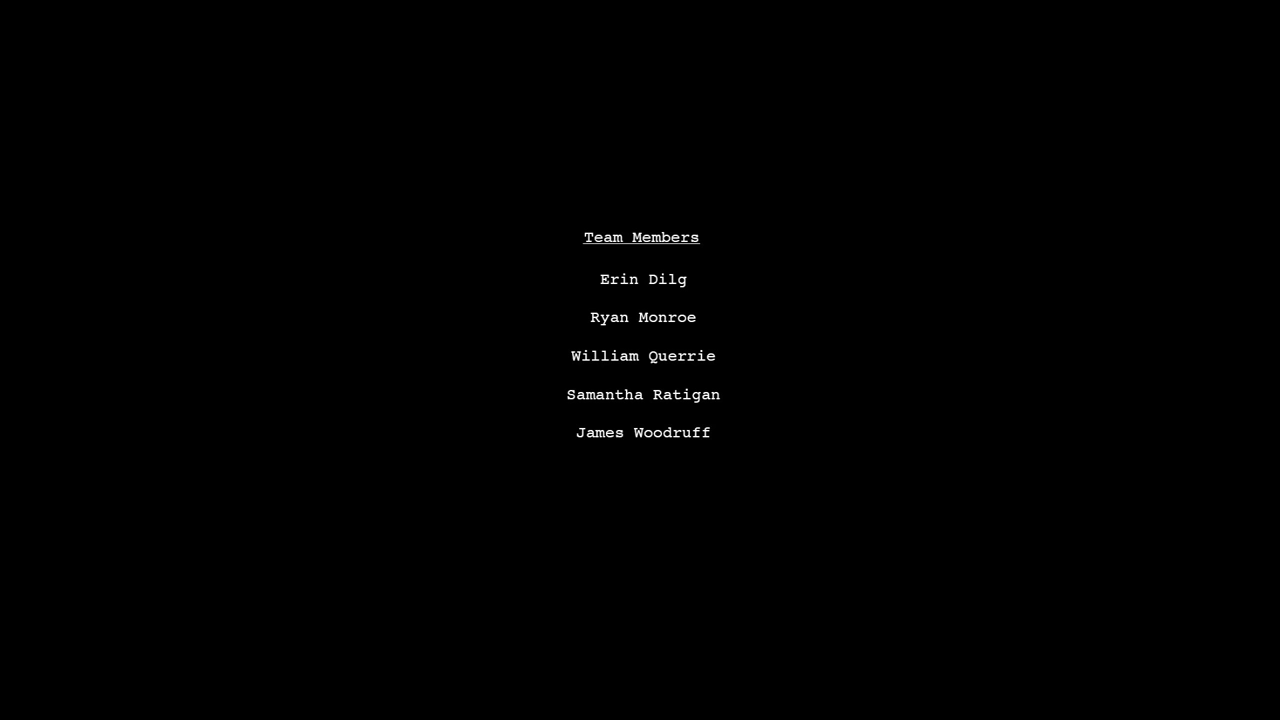 Team Members
Erin Dilg
Ryan Monroe
William Querrie
Samantha Ratigan
James Woodruff